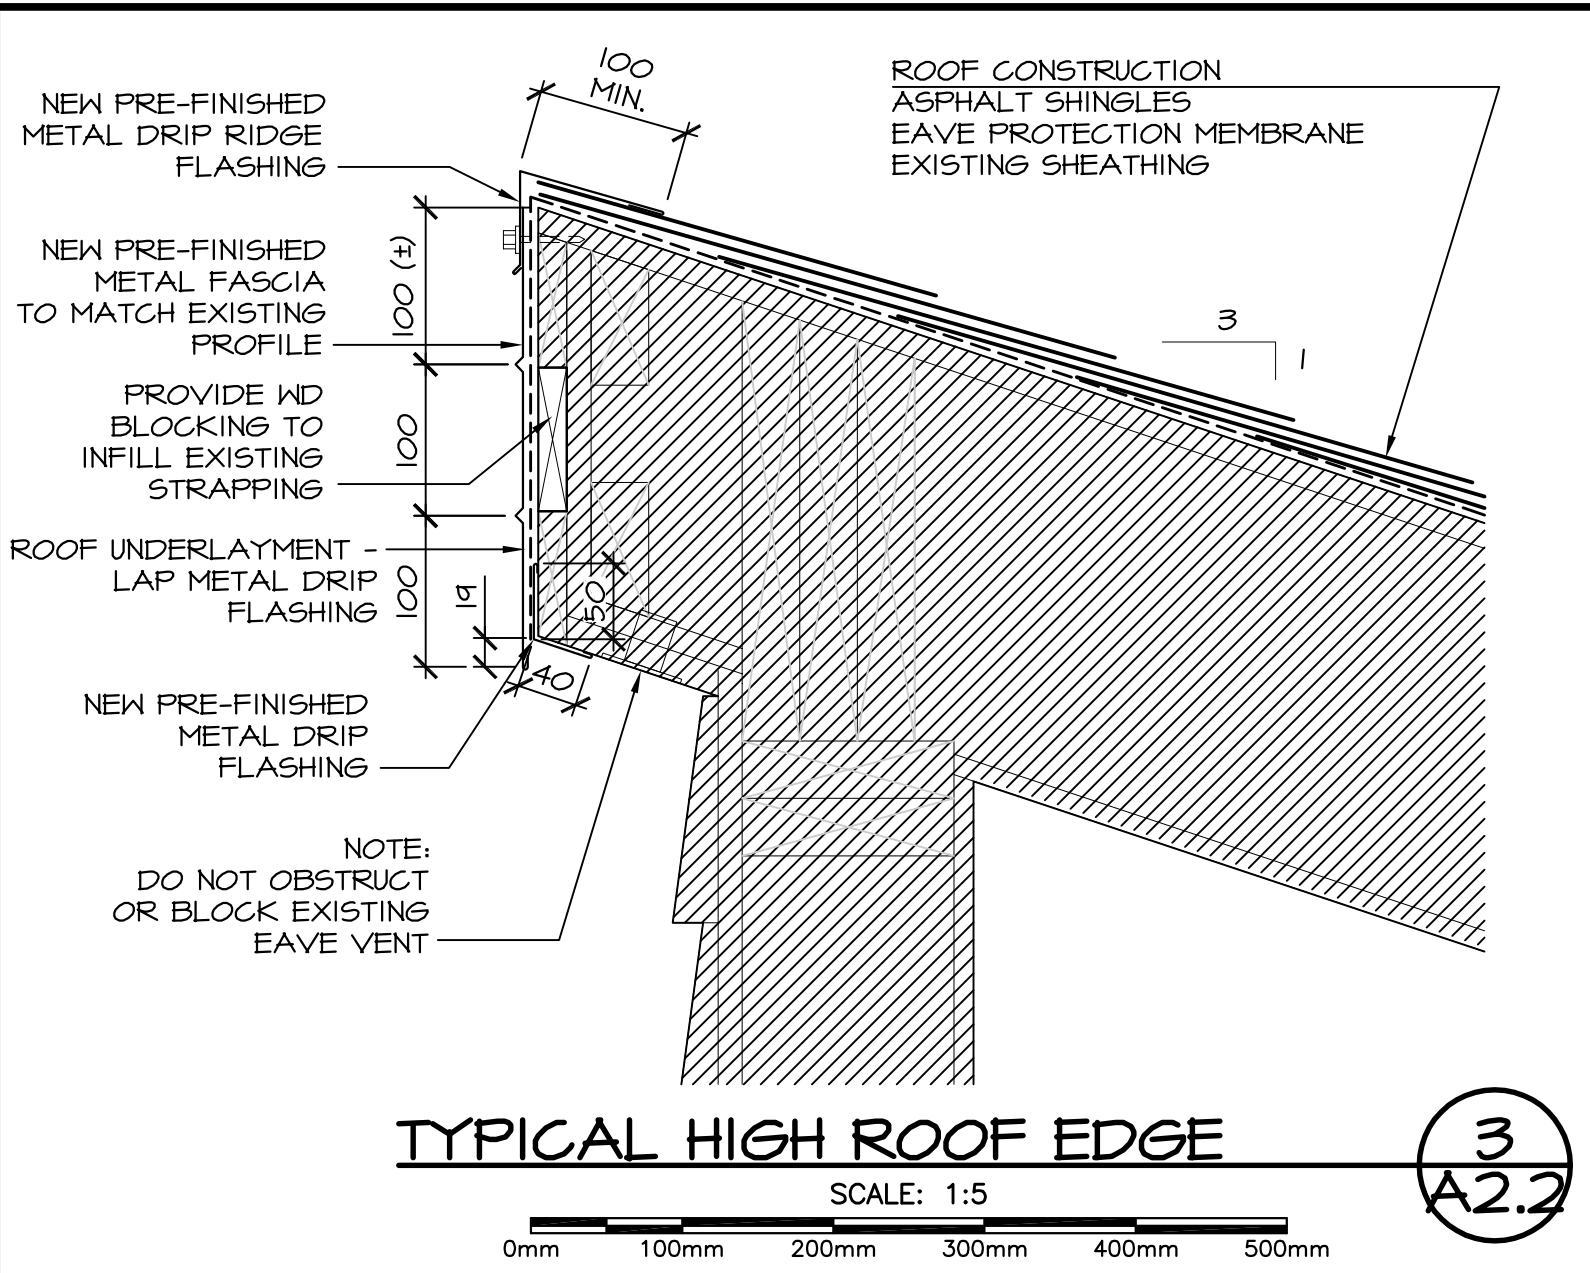 NEW PRE-FINISHED
METAL DRIP RIDGE
FLASHING
NEW PRE-FINISHED
METAL FASCIA
TO MATCH EXISTING
PROFILE
PROVIDE WD
BLOCKING TO
INFILL EXISTING
STRAPPING
ROOF UNDERLAYMENT -
LAP METAL DRIP
FLASHING
NEW PRE-FINISHED
METAL DRIP
FLASHING
NOTE:
DO NOT OBSTRUCT
OR BLOCK EXISTING
EAVE VENT
100
MIN.
100 (±)
100
100
19
50
40
ROOF CONSTRUCTION
ASPHALT SHINGLES
EAVE PROTECTION MEMBRANE
EXISTING SHEATHING
3
1
TYPICAL HIGH ROOF EDGE
SCALE: 1:5
0mm 100mm 200mm 300mm 400mm 500mm
3
A2.2